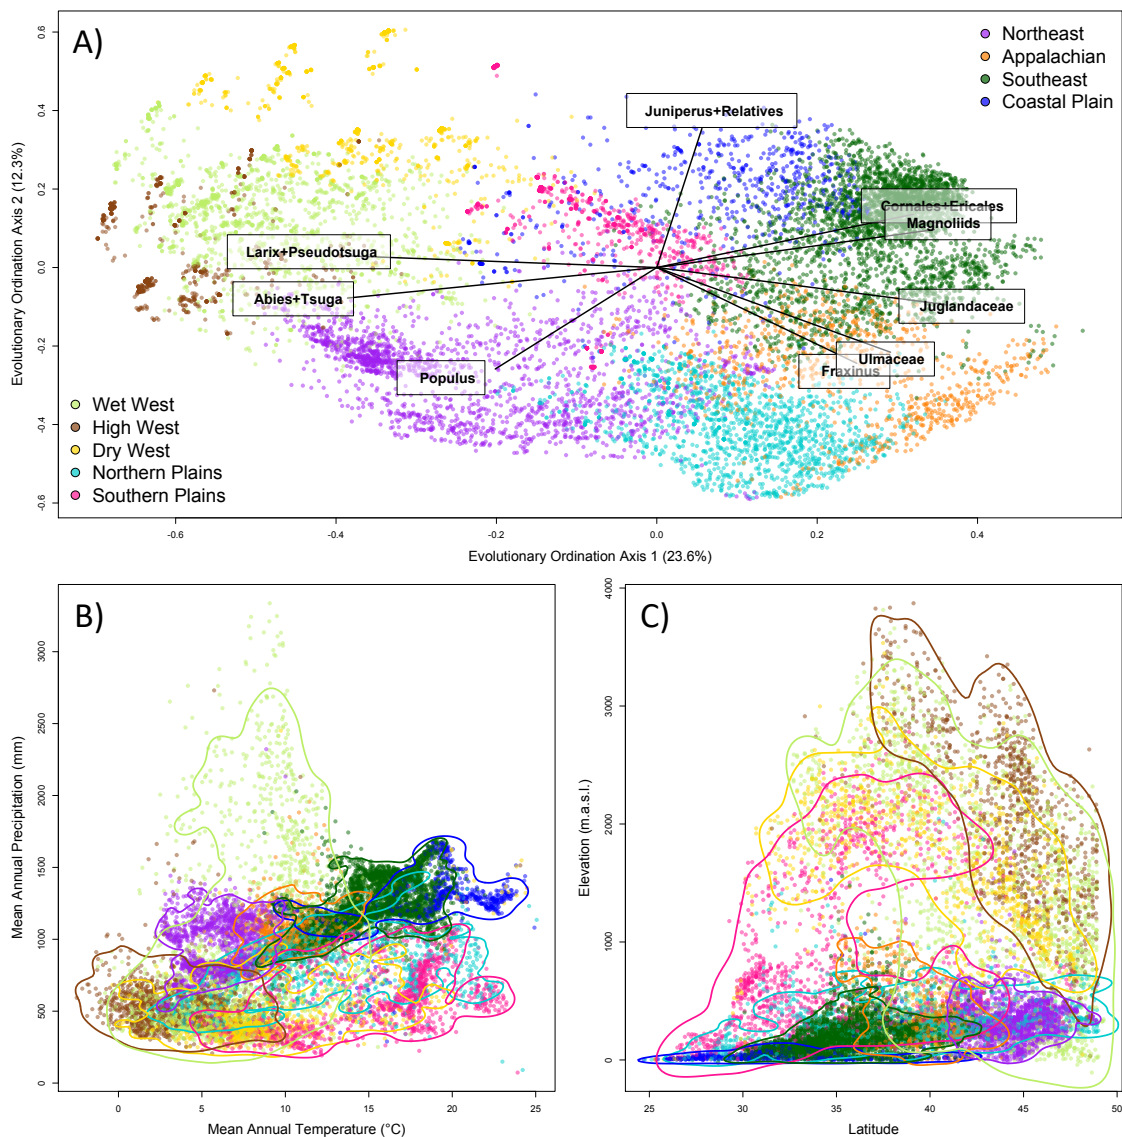 A)
Northeast
Appalachian
Southeast
Coastal Plain
Juniperus+Relatives
Cornales+Ericales
Magnoliids
Larix+Pseudotsuga
Abies+Tsuga
Juglandaceae
Ulmaceae
Fraxinus
Populus
Wet West
High West
Dry West
Northern Plains
Southern Plains
Evolutionary Ordination Axis 2 (12.3%)
0.6
0.4
0.2
0.0
-0.2
-0.4
-0.6
-0.6
-0.4
-0.2
0.0
0.2
0.4
Evolutionary Ordination Axis 1 (23.6%)
B)
Mean Annual Precipitation (mm)
3000
2500
2000
1500
1000
500
0
0
5
10
15
20
25
Mean Annual Temperature (°C)
C)
Elevation (m.a.s.l.)
4000
3000
2000
1000
0
25
30
35
40
45
50
Latitude